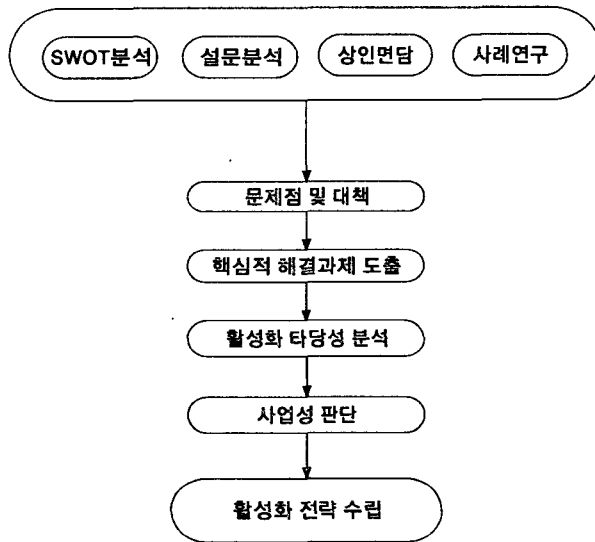 SWOT분석 설문분석 상인면담 사례연구
문제점 및 대책
핵심적 해결과제 도출
활성화 타당성 분석
사업성 판단
활성화 전략 수립